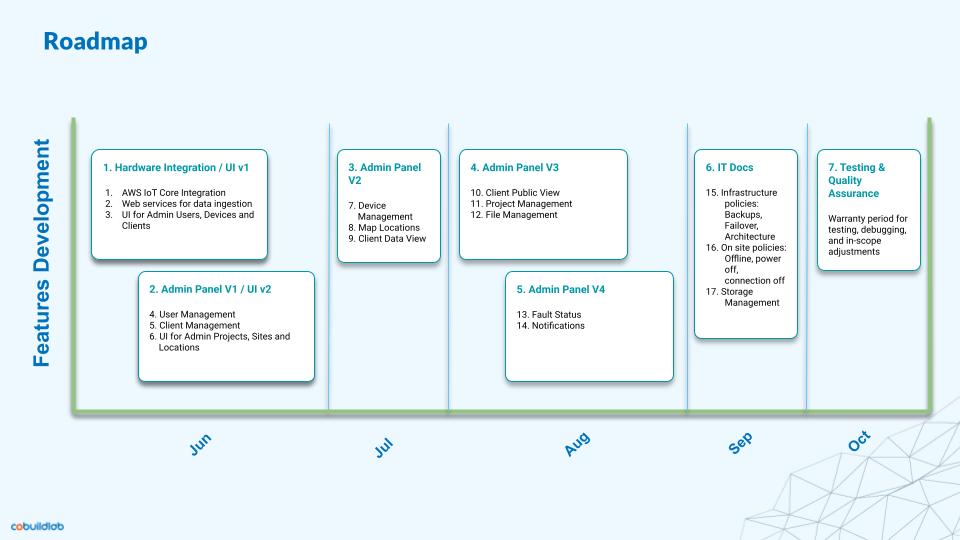 Roadmap
Features Development
1. Hardware Integration / UI v1
1. AWS IoT Core Integration
2. Web services for data ingestion
3. UI for Admin Users, Devices and
Clients
2. Admin Panel V1 / UI v2
4. User Management
5. Client Management
6. UI for Admin Projects, Sites and
Locations
3. Admin Panel
V2
7. Device
Management
8. Map Locations
9. Client Data View
4. Admin Panel V3
10. Client Public View
11. Project Management
12. File Management
5. Admin Panel V4
13. Fault Status
14. Notifications
6. IT Docs
15. Infrastructure
policies:
Backups,
Failover,
Architecture
16. On site policies:
Offline, power
off,
connection off
17. Storage
Management
7. Testing &
Quality
Assurance
Warranty period for
testing, debugging,
and in-scope
adjustments
Jun
Jul
Aug
Sep
Oct
cobuildlab